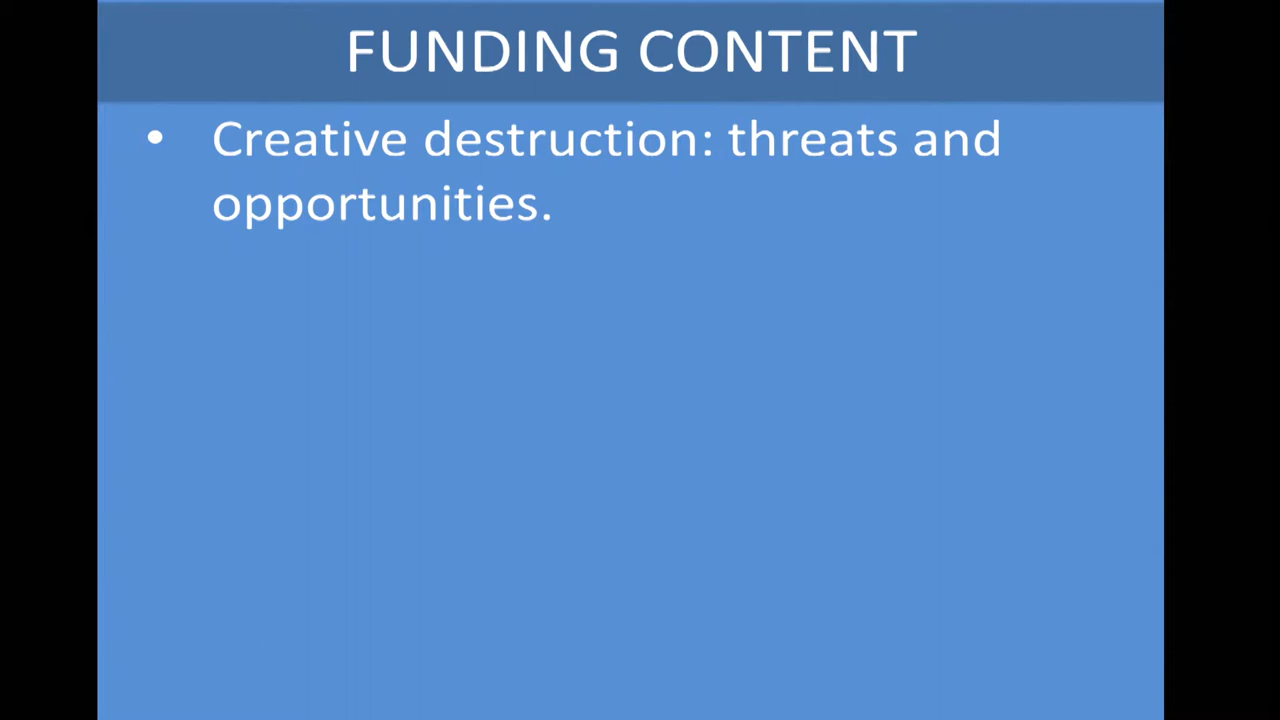 FUNDING CONTENT
• Creative destruction: threats and
opportunities.